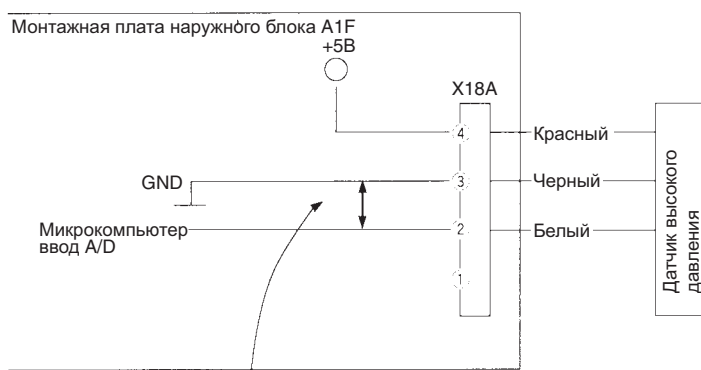 Монтажная плата наружного блока A1F
+5В
X18A
4
Красный
GND
3
Черный
Микрокомпьютер
ввод A/D
2
Белый
1
Датчик высокого
давления